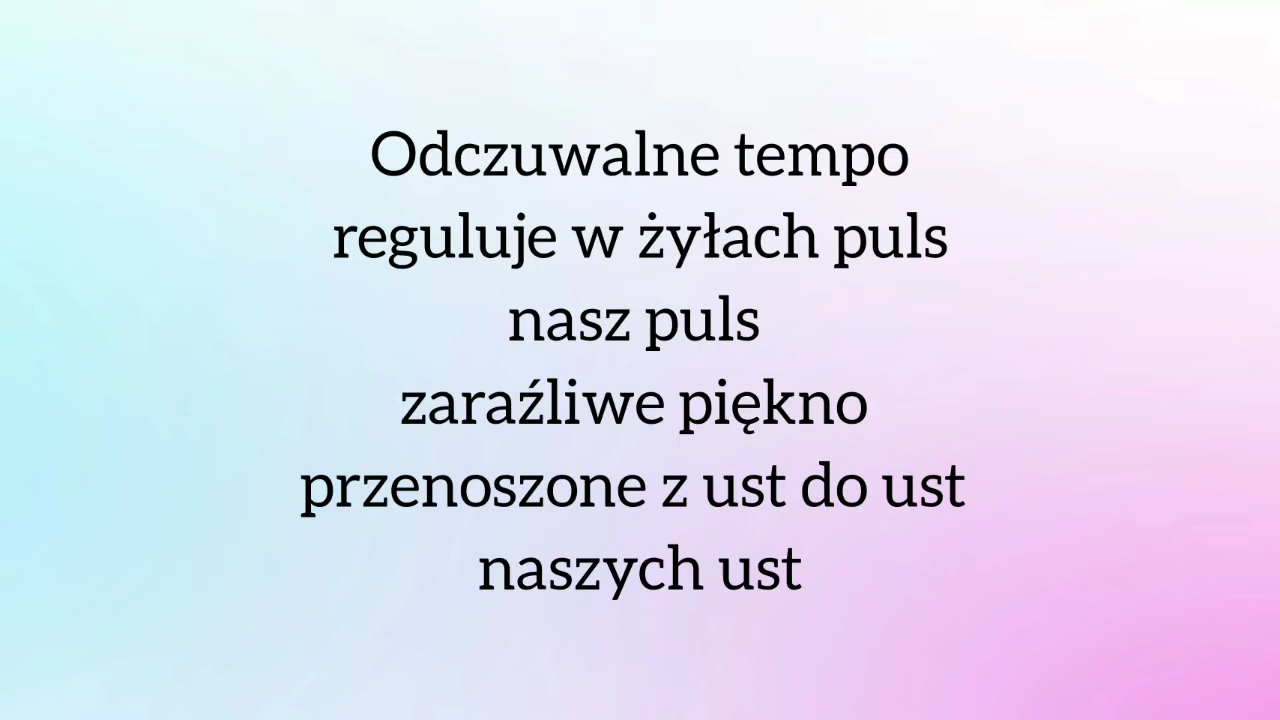 Odczuwalne tempo
reguluje w żyłach puls
nasz puls
zaraźliwe piękno
przenoszone z ust do ust
naszych ust